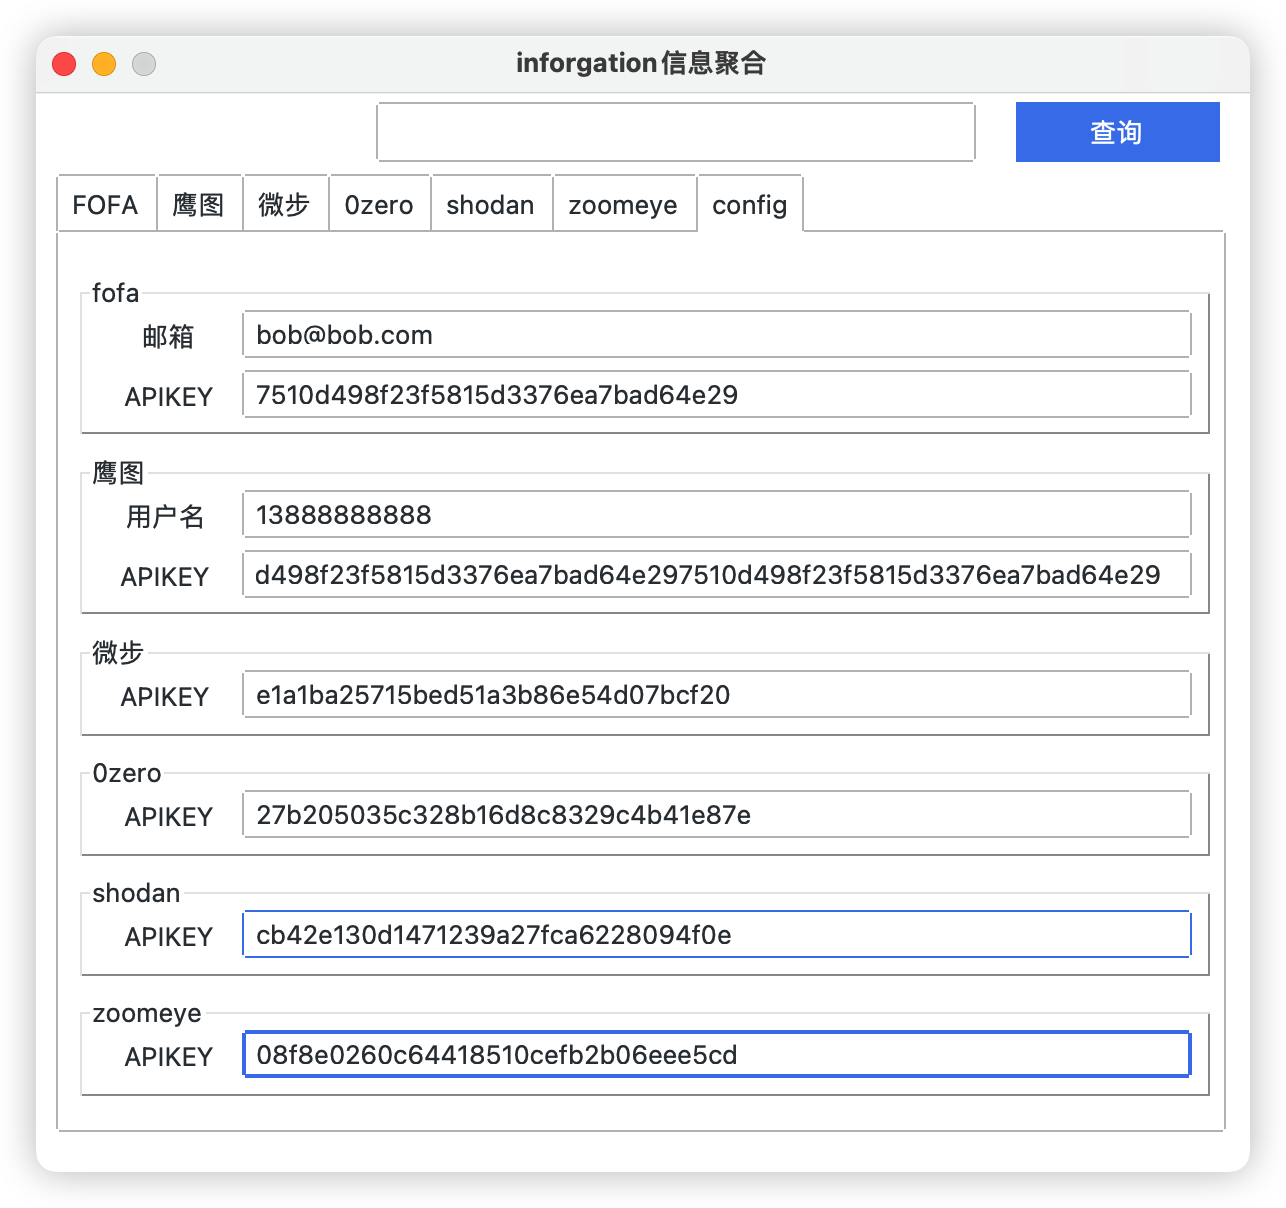 inforgation信息聚合
查询
FOFA 鹰图 微步 0zero shodan zoomeye config
fofa
邮箱 bob@bob.com
APIKEY 7510d498f23f5815d3376ea7bad64e29
鹰图
用户名 13888888888
APIKEY d498f23f5815d3376ea7bad64e297510d498f23f5815d3376ea7bad64e29
微步
APIKEY e1a1ba25715bed51a3b86e54d07bcf20
0zero
APIKEY 27b205035c328b16d8c8329c4b41e87e
shodan
APIKEY cb42e130d1471239a27fca6228094f0e
zoomeye
APIKEY 08f8e0260c64418510cefb2b06eee5cd